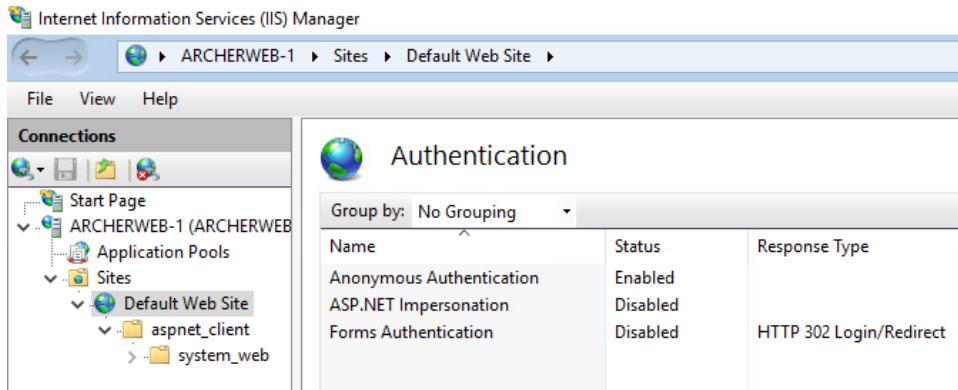 Internet Information Services (IIS) Manager
ARCHERWEB-1 Sites Default Web Site
File View Help
Connections
Start Page
ARCHERWEB-1 (ARCHERWEB
Application Pools
Sites
Default Web Site
aspnet_client
system_web
Authentication
Group by: No Grouping
Name Status Response Type
Anonymous Authentication Enabled
ASP.NET Impersonation Disabled
Forms Authentication Disabled HTTP 302 Login/Redirect